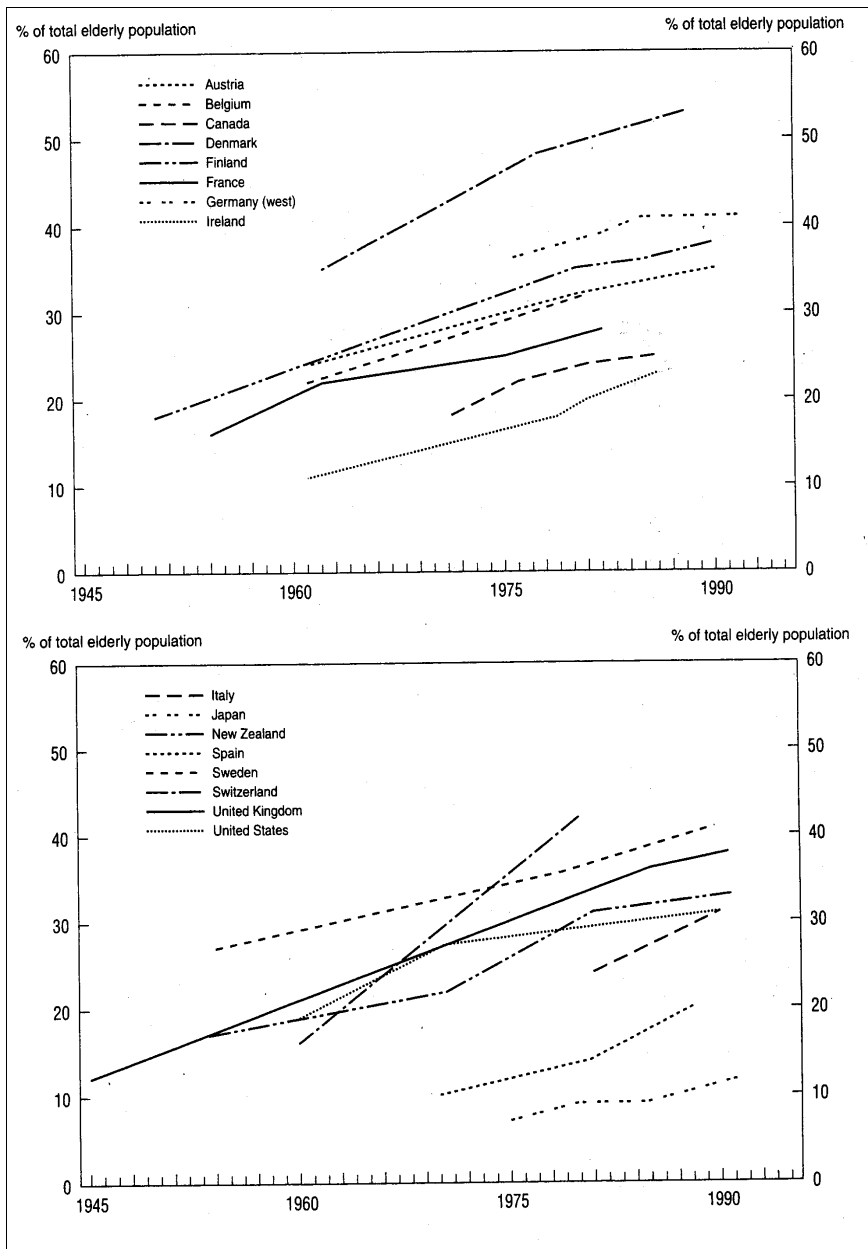 % of total elderly population
% of total elderly population
60
50
40
30
20
10
0
Austria
Belgium
Canada
Denmark
Finland
France
Germany (west)
Ireland
60
50
40
30
20
10
0
1945
1960
1975
1990
% of total elderly population
% of total elderly population
60
50
40
30
20
10
0
Italy
Japan
New Zealand
Spain
Sweden
Switzerland
United Kingdom
United States
60
50
40
30
20
10
0
1945
1960
1975
1990